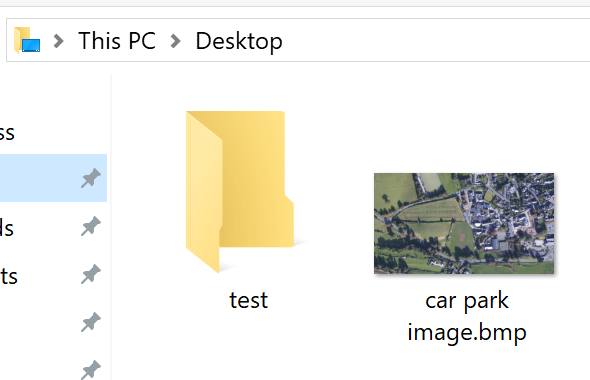 This PC > Desktop
ss
ds
ts
test
car park
image.bmp